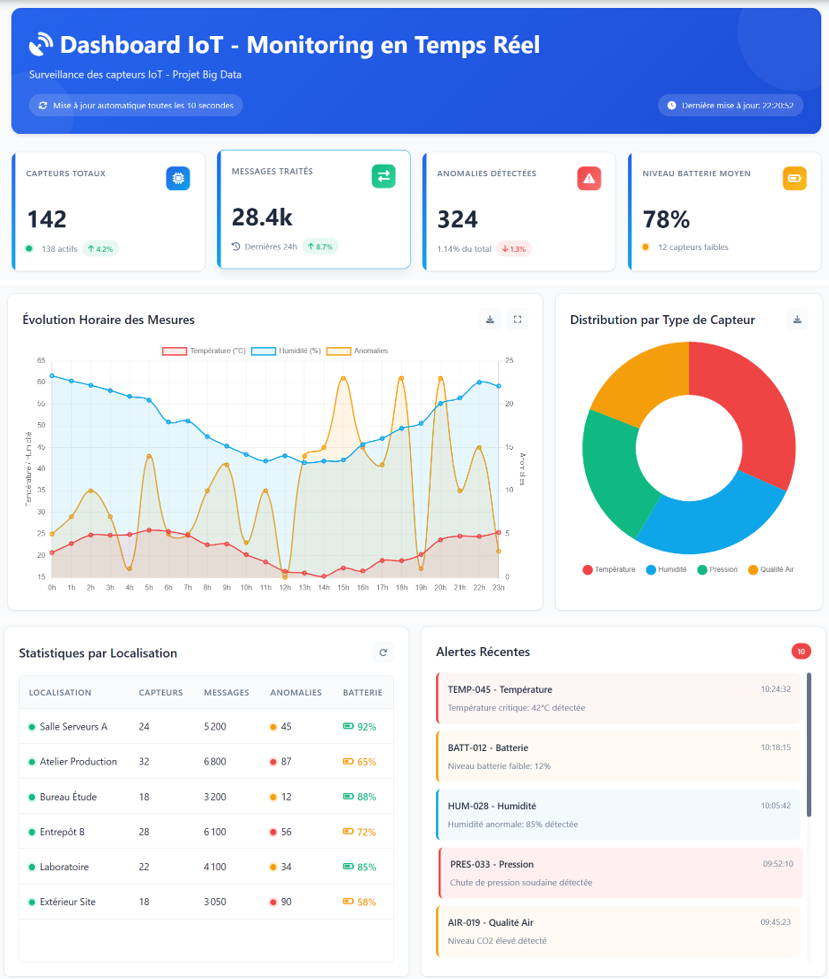 Dashboard IoT - Monitoring en Temps Réel
Surveillance des capteurs IoT - Projet Big Data
Mise à jour automatique toutes les 10 secondes
Dernière mise à jour: 22:20:52
CAPTEURS TOTAUX
142
138 actifs
4.2%
MESSAGES TRAITÉS
28.4k
Dernières 24h
8.7%
ANOMALIES DÉTECTÉES
324
1.14% du total
1.3%
NIVEAU BATTERIE MOYEN
78%
12 capteurs faibles
Évolution Horaire des Mesures
Température (°C) Humidité (%) Anomalies
Température / Humidité
65
60
55
50
45
40
35
30
25
20
15
25
20
15
10
5
0
Anomalies
0h 1h 2h 3h 4h 5h 6h 7h 8h 9h 10h 11h 12h 13h 14h 15h 16h 17h 18h 19h 20h 21h 22h 23h
Distribution par Type de Capteur
Température Humidité Pression Qualité Air
Statistiques par Localisation
LOCALISATION CAPTEURS MESSAGES ANOMALIES BATTERIE
Salle Serveurs A 24 5 200 45 92%
Atelier Production 32 6 800 87 65%
Bureau Étude 18 3 200 12 88%
Entrepôt B 28 6 100 56 72%
Laboratoire 22 4 100 34 85%
Extérieur Site 18 3 050 90 58%
Alertes Récentes
10
TEMP-045 - Température 10:24:32
Température critique: 42°C détectée
BATT-012 - Batterie 10:18:15
Niveau batterie faible: 12%
HUM-028 - Humidité 10:05:42
Humidité anormale: 85% détectée
PRES-033 - Pression 09:52:10
Chute de pression soudaine détectée
AIR-019 - Qualité Air 09:45:23
Niveau CO2 élevé détecté